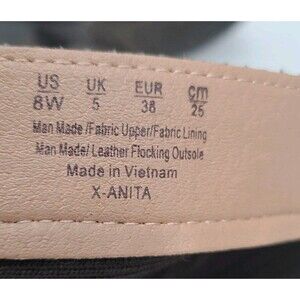 US UK EUR cm
8W 5 38 25
Man Made/Fabric Upper/Fabric Lining
Man Made/ Leather Flocking Outsole
Made in Vietnam
X-ANITA